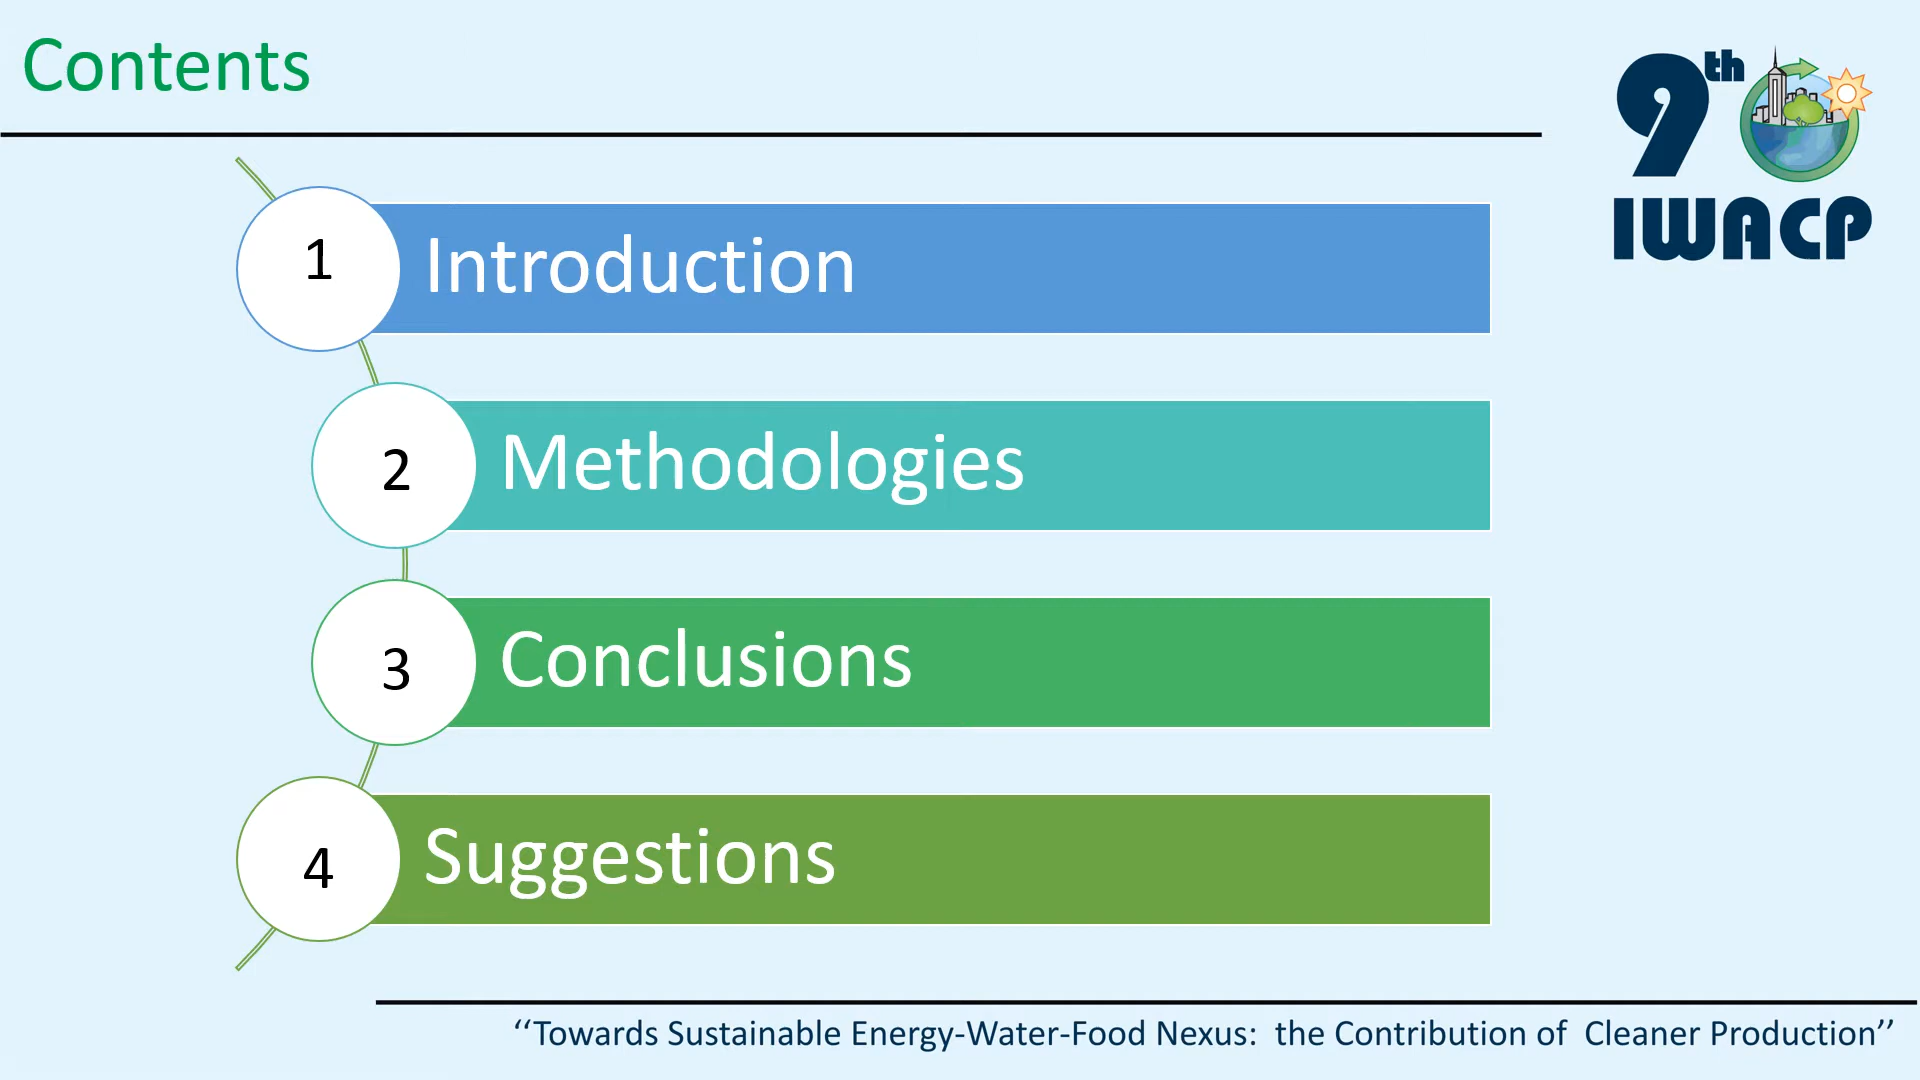 Contents
9th
IWACP
1 Introduction
2 Methodologies
3 Conclusions
4 Suggestions
‘‘Towards Sustainable Energy-Water-Food Nexus:  the Contribution of  Cleaner Production’’